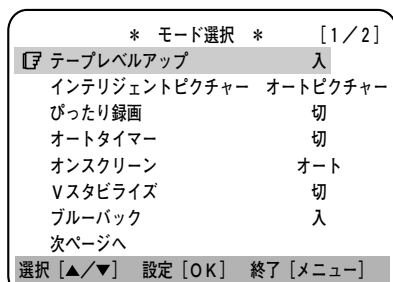 ＊ モード選択 ＊ [1／2]
テープレベルアップ 入
インテリジェントピクチャー オートピクチャー
ぴったり録画 切
オートタイマー 切
オンスクリーン オート
Vスタビライズ 切
ブルーバック 入
次ページへ
選択 [▲／▼] 設定 [OK] 終了 [メニュー]